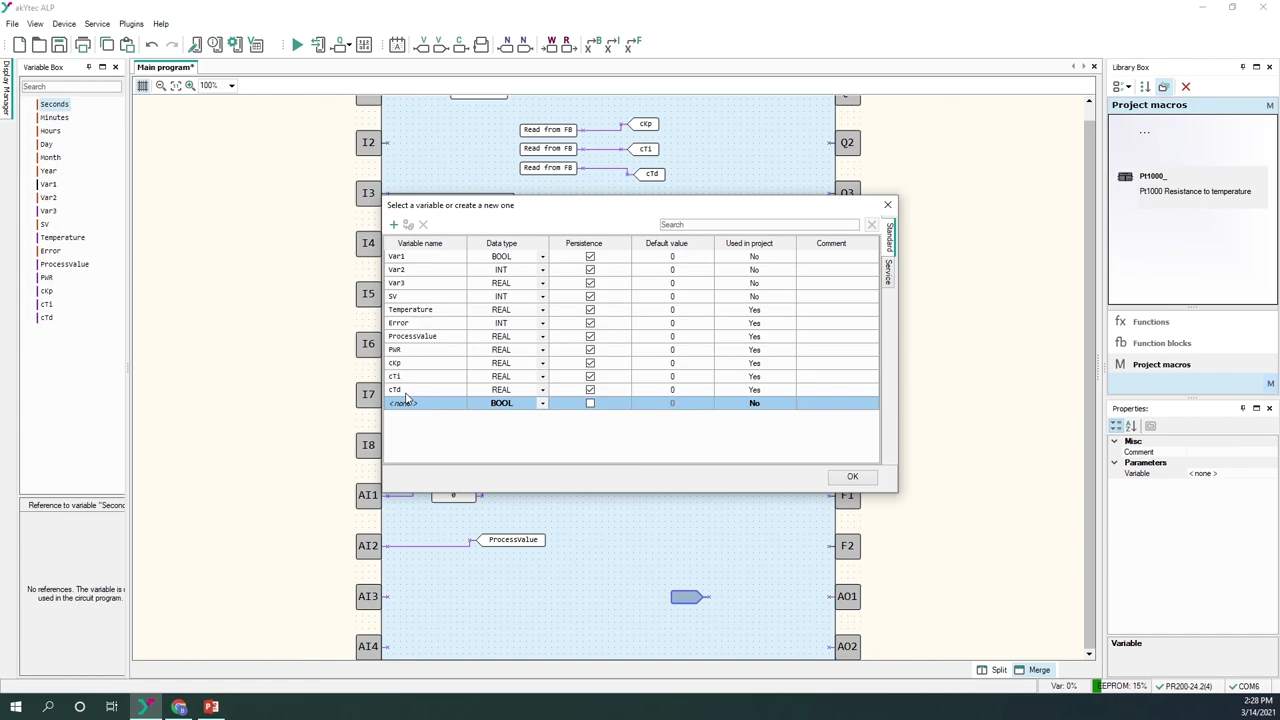 akYtec ALP
File View Device Service Plugins Help
Variable Box
Main program*
Library Box
Display Manager
Search
Seconds
Minutes
Hours
Day
Month
Year
Var1
Var2
Var3
SV
Temperature
Error
ProcessValue
PWR
cKp
cTi
cTd
Reference to variable "Secon
No references. The variable is n
used in the circuit program.
100%
I2
I3
I4
I5
I6
I7
I8
AI1
AI2
AI3
AI4
Read from FB cKp
Read from FB cTi
Read from FB cTd
0
ProcessValue
Q2
Q3
F1
F2
AO1
AO2
Select a variable or create a new one
Search
Variable name Data type Persistence Default value Used in project Comment
Var1 BOOL 0 No
Var2 INT 0 No
Var3 REAL 0 No
SV INT 0 No
Temperature REAL 0 Yes
Error INT 0 Yes
ProcessValue REAL 0 Yes
PWR REAL 0 Yes
cKp REAL 0 Yes
cTi REAL 0 Yes
cTd REAL 0 Yes
<none> BOOL 0 No
OK
Standard
Service
Project macros M
...
Pt1000_
Pt1000 Resistance to temperature
fx Functions
fb Function blocks
M Project macros
M
Properties:
Misc
Comment
Parameters
Variable < none >
Variable
Split Merge
Var: 0% EEPROM: 15% PR200-24.2(4) COM6
2:28 PM
3/14/2021